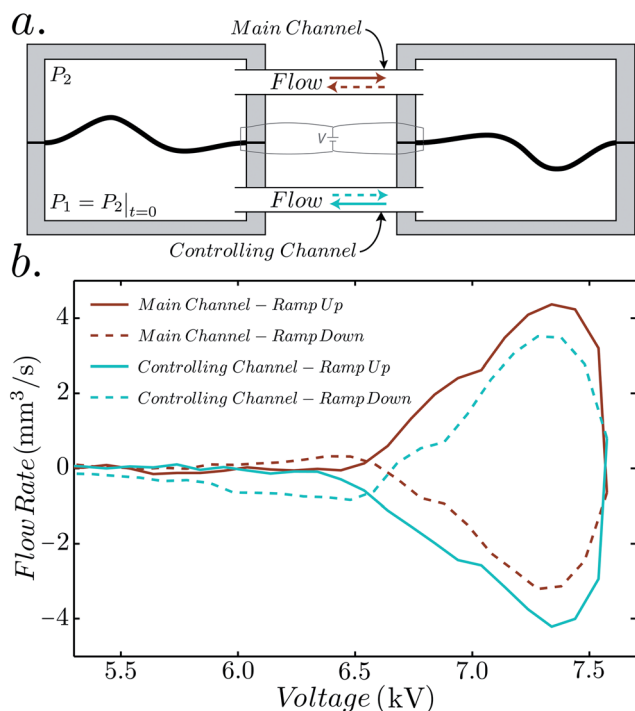 a.
Main Channel
P₂
Flow
V
P₁ = P₂|ₜ₌₀
Flow
Controlling Channel
b.
Main Channel – Ramp Up
Main Channel – Ramp Down
Controlling Channel – Ramp Up
Controlling Channel – Ramp Down
4
2
0
-2
-4
Flow Rate (mm³/s)
5.5 6.0 6.5 7.0 7.5
Voltage (kV)